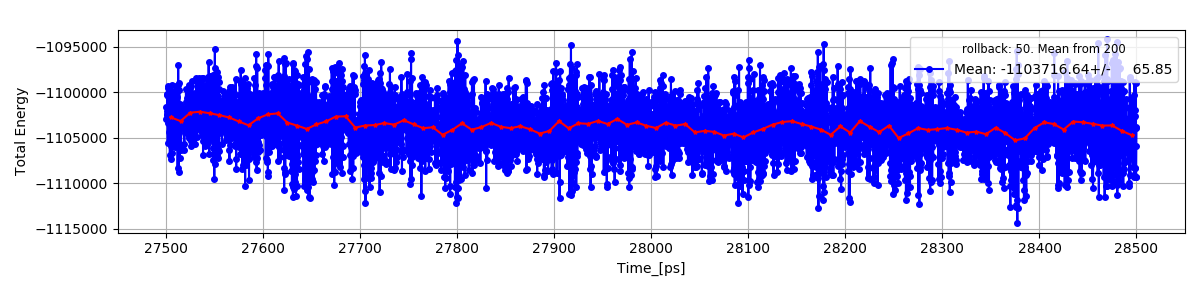 rollback: 50. Mean from 200
Mean: -1103716.64+/- 65.85
Total Energy
−1095000
−1100000
−1105000
−1110000
−1115000
27500 27600 27700 27800 27900 28000 28100 28200 28300 28400 28500
Time_[ps]